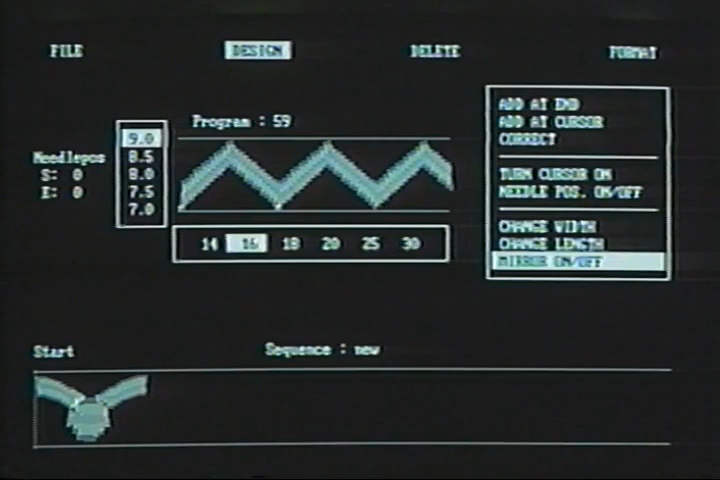 FILE DESIGN DELETE FORMAT
ADD AT END
ADD AT CURSOR
CORRECT
TURN CURSOR ON
NEEDLE POS. ON/OFF
CHANGE WIDTH
CHANGE LENGTH
MIRROR ON/OFF
Program : 59
Needlepos
S: 0
E: 0
9.0
8.5
8.0
7.5
7.0
14 16 18 20 25 30
Start Sequence : new